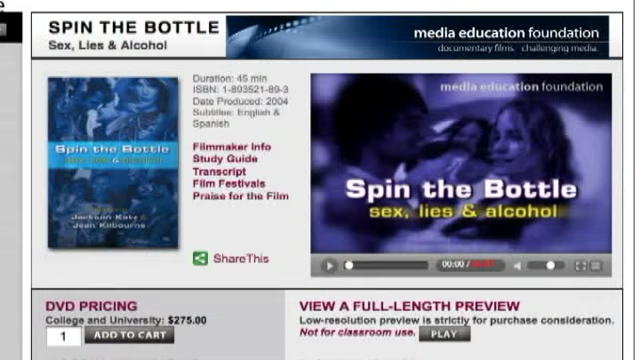 SPIN THE BOTTLE
Sex, Lies & Alcohol
media education foundation
documentary films. challenging media.
Spin the Bottle
sex, lies & alcohol
Jackson Katz &
Jean Kilbourne
Duration: 45 min
ISBN: 1-893521-89-3
Date Produced: 2004
Subtitles: English &
Spanish
Filmmaker Info
Study Guide
Transcript
Film Festivals
Praise for the Film
ShareThis
media education foundation
Spin the Bottle
sex, lies & alcohol
00:00 /
DVD PRICING
College and University: $275.00
1 ADD TO CART
VIEW A FULL-LENGTH PREVIEW
Low-resolution preview is strictly for purchase consideration.
Not for classroom use. PLAY